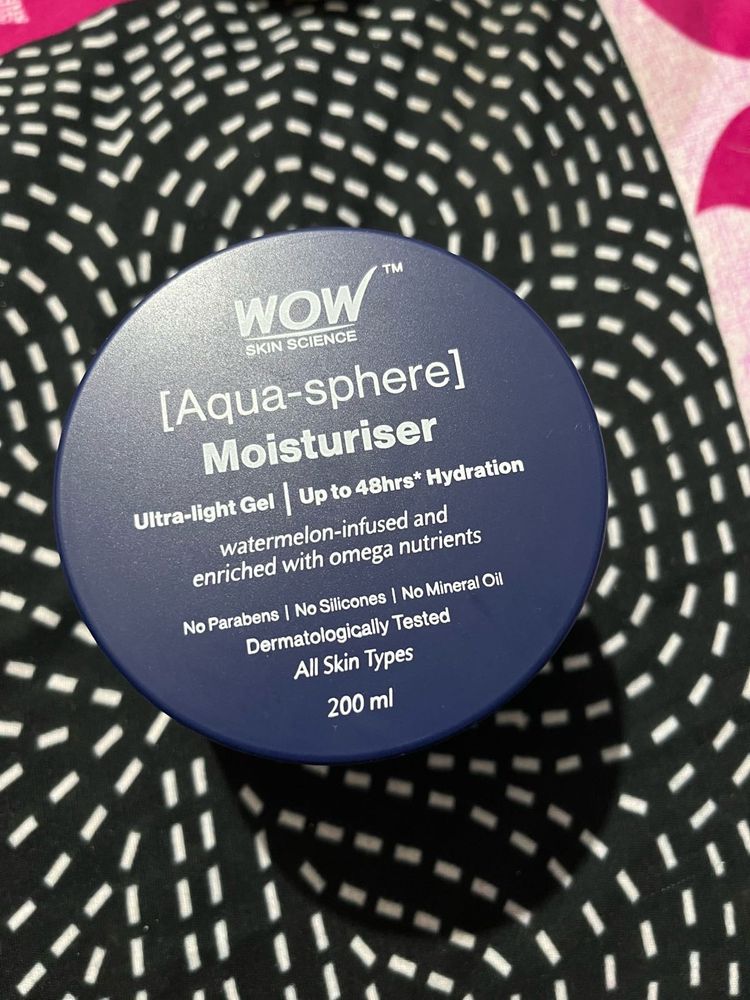 WOW™
SKIN SCIENCE
[Aqua-sphere]
Moisturiser
Ultra-light Gel | Up to 48hrs* Hydration
watermelon-infused and
enriched with omega nutrients
No Parabens | No Silicones | No Mineral Oil
Dermatologically Tested
All Skin Types
200 ml